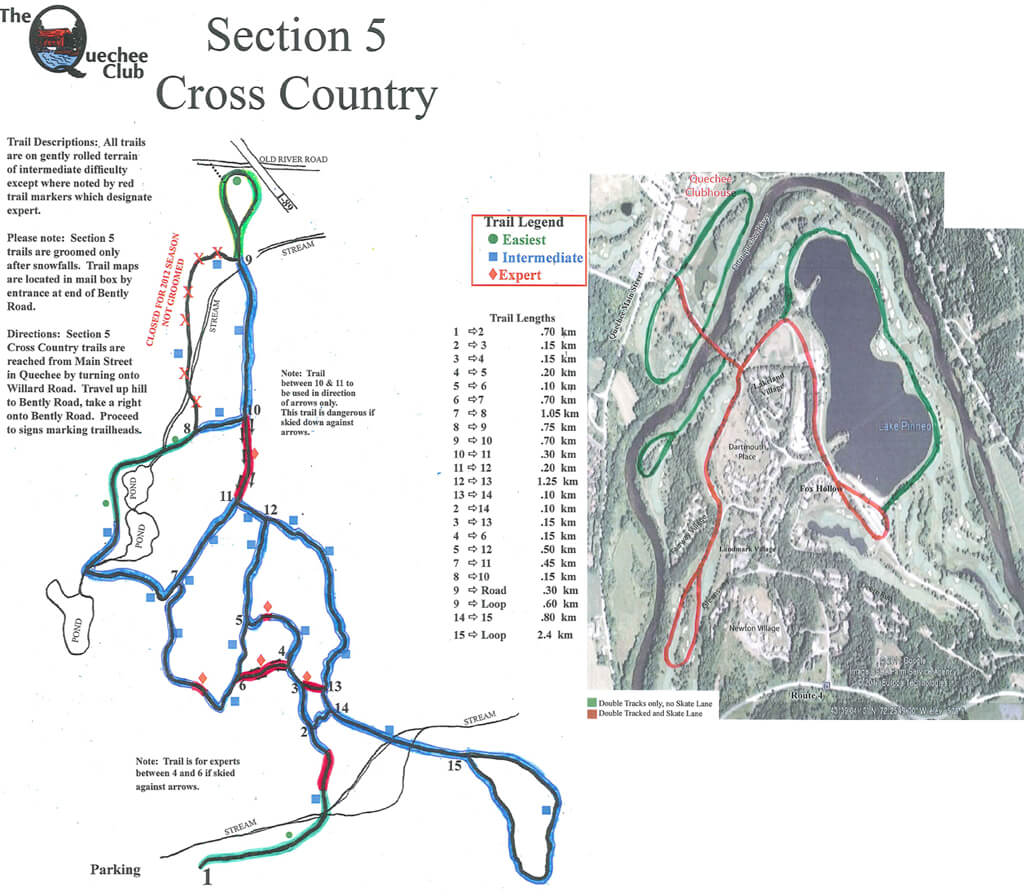 The
Quechee
Club
Section 5
Cross Country
Trail Descriptions: All trails
are on gently rolled terrain
of intermediate difficulty
except where noted by red
trail markers which designate
expert.
Please note: Section 5
trails are groomed only
after snowfalls. Trail maps
are located in mail box by
entrance at end of Bently
Road.
Directions: Section 5
Cross Country trails are
reached from Main Street
in Quechee by turning onto
Willard Road. Travel up hill
to Bently Road, take a right
onto Bently Road. Proceed
to signs marking trailheads.
OLD RIVER ROAD
I-89
STREAM
9
CLOSED FOR 2012 SEASON
NOT GROOMED
X
X
X
X
X
X
STREAM
Note: Trail
between 10 & 11 to
be used in direction
of arrows only.
This trail is dangerous if
skied down against
arrows.
10
8
POND
POND
POND
11
12
7
5
4
6
3
13
14
2
15
STREAM
Note: Trail is for experts
between 4 and 6 if skied
against arrows.
STREAM
Parking
1
Trail Legend
Easiest
Intermediate
Expert
Trail Lengths
1 ⇨2 .70 km
2 ⇨ 3 .15 km
3 ⇨4 .15 km
4 ⇨ 5 .20 km
5 ⇨ 6 .10 km
6 ⇨7 .70 km
7 ⇨ 8 1.05 km
8 ⇨ 9 .75 km
9 ⇨ 10 .70 km
10 ⇨ 11 .30 km
11 ⇨ 12 .20 km
12 ⇨ 13 1.25 km
13 ⇨ 14 .10 km
2 ⇨14 .10 km
3 ⇨ 13 .15 km
4 ⇨ 6 .15 km
5 ⇨ 12 .50 km
7 ⇨ 11 .45 km
8 ⇨10 .15 km
9 ⇨ Road .30 km
9 ⇨ Loop .60 km
14 ⇨ 15 .80 km
15 ⇨ Loop 2.4 km
Quechee
Clubhouse
Quechee Main Street
Lakeland
Village
Lake Pinneo
Dartmouth
Place
Fox Hollow
Landmark Village
Newton Village
Route 4
Double Tracks only, no Skate Lane
Double Tracked and Skate Lane